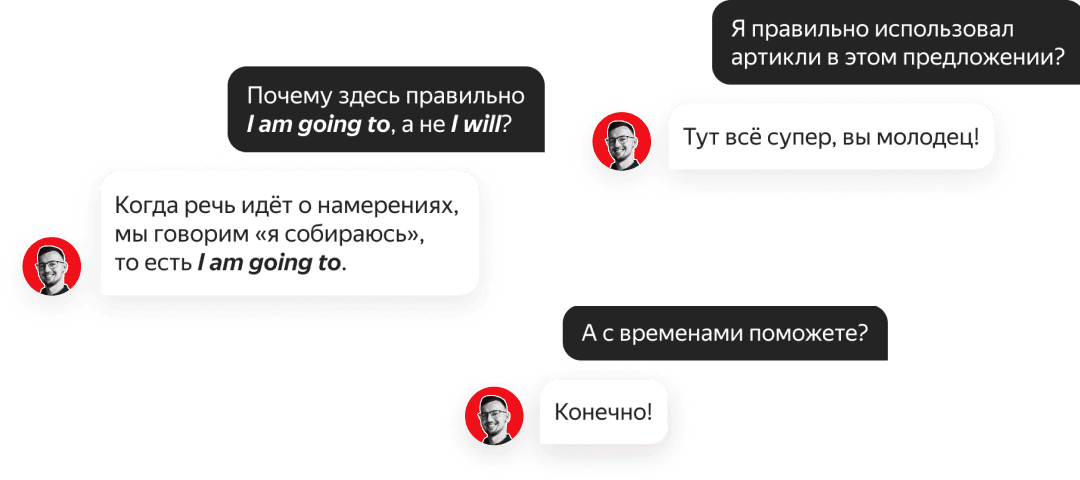 Я правильно использовал
артикли в этом предложении?
Тут всё супер, вы молодец!
Почему здесь правильно
I am going to, а не I will?
Когда речь идёт о намерениях,
мы говорим «я собираюсь»,
то есть I am going to.
А с временами поможете?
Конечно!